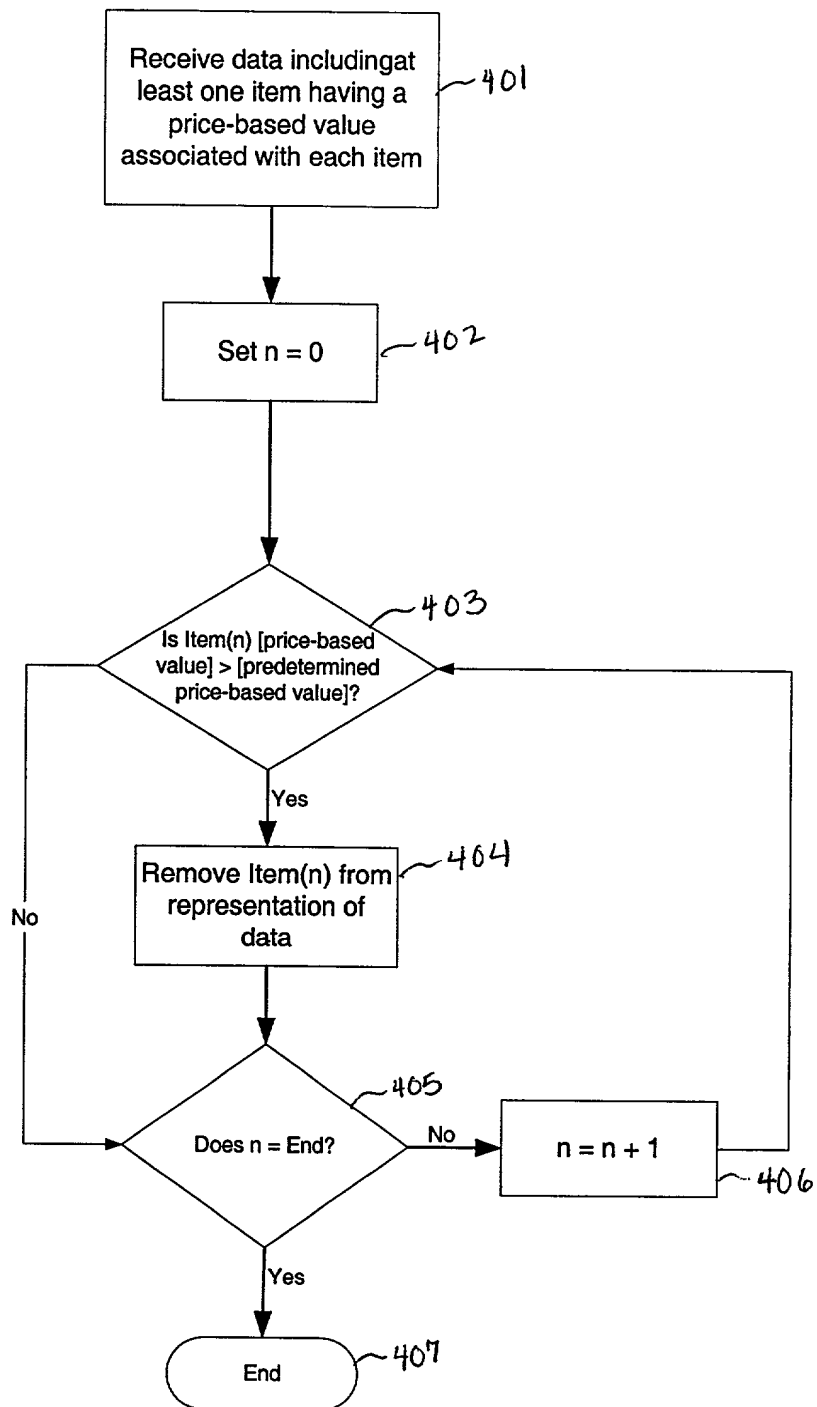 Receive data includingat
least one item having a
price-based value
associated with each item
401
Set n = 0
402
403
Is Item(n) [price-based
value] > [predetermined
price-based value]?
Yes
404
Remove Item(n) from
representation of
data
No
405
Does n = End?
No
n = n + 1
406
Yes
End
407